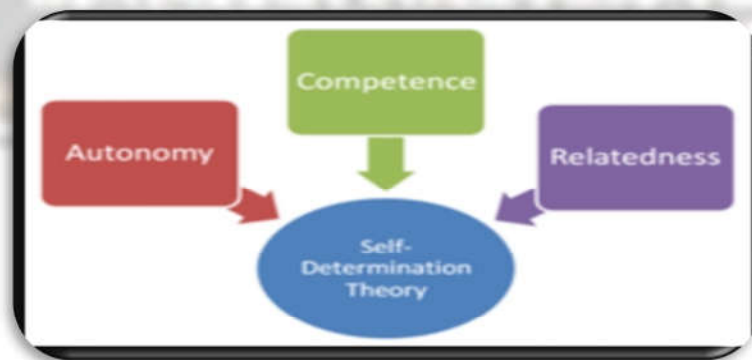 Competence
Autonomy
Relatedness
Self-
Determination
Theory